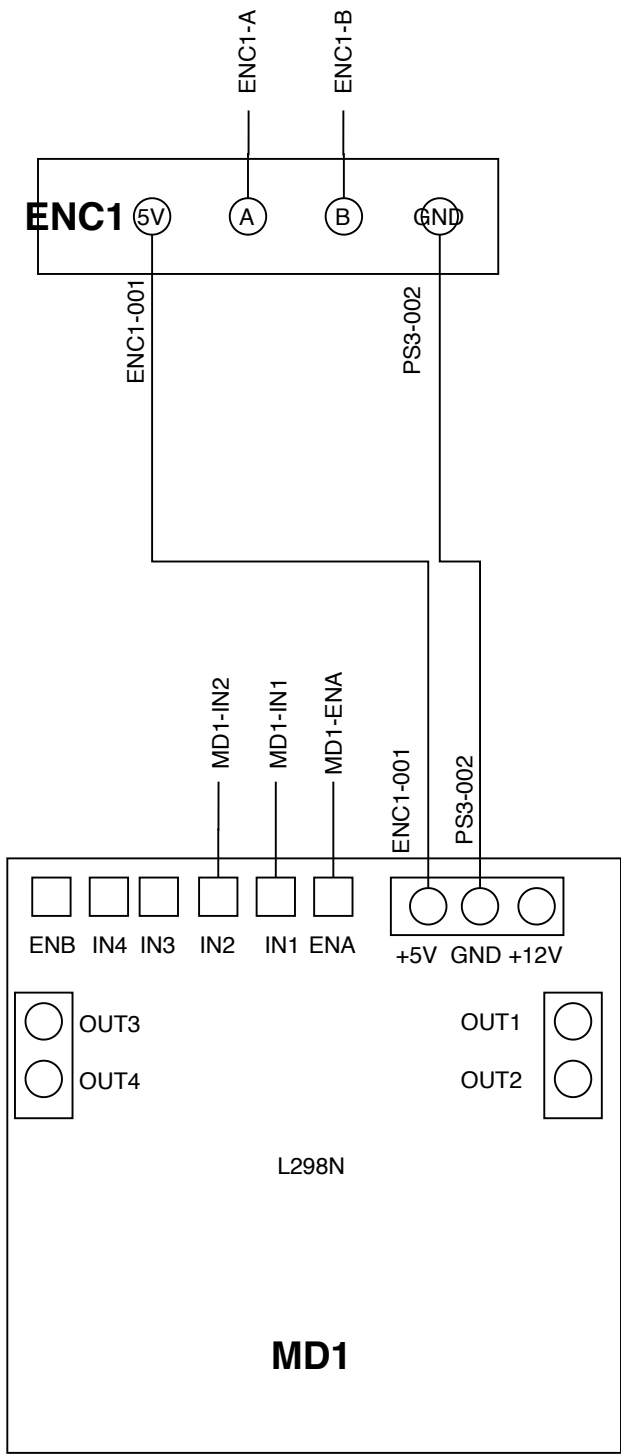 ENC1-A
ENC1-B
ENC1
5V
A
B
GND
ENC1-001
PS3-002
MD1-IN2
MD1-IN1
MD1-ENA
ENC1-001
PS3-002
ENB IN4 IN3 IN2 IN1 ENA
+5V GND +12V
OUT3
OUT1
OUT4
OUT2
L298N
MD1